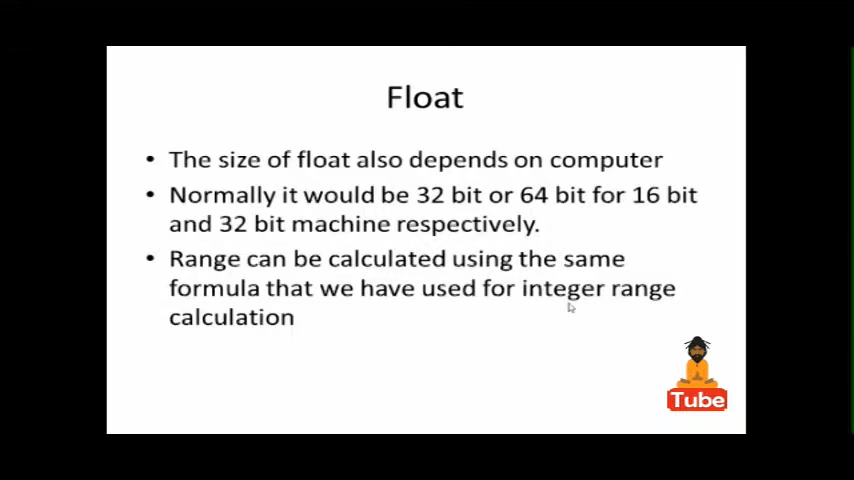 Float
• The size of float also depends on computer
• Normally it would be 32 bit or 64 bit for 16 bit
and 32 bit machine respectively.
• Range can be calculated using the same
formula that we have used for integer range
calculation
Tube